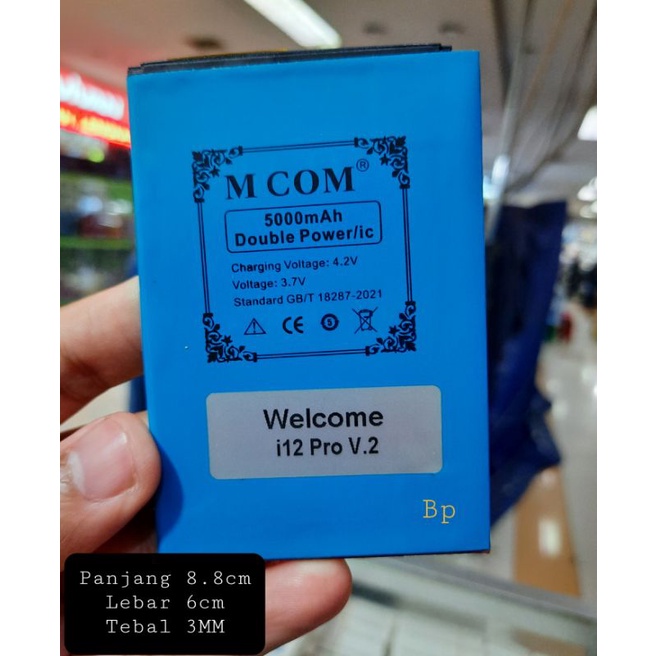 M COM®
5000mAh
Double Power/ic
Charging Voltage: 4.2V
Voltage: 3.7V
Standard GB/T 18287-2021
CE
Welcome
i12 Pro V.2
Bp
Panjang 8.8cm
Lebar 6cm
Tebal 3MM